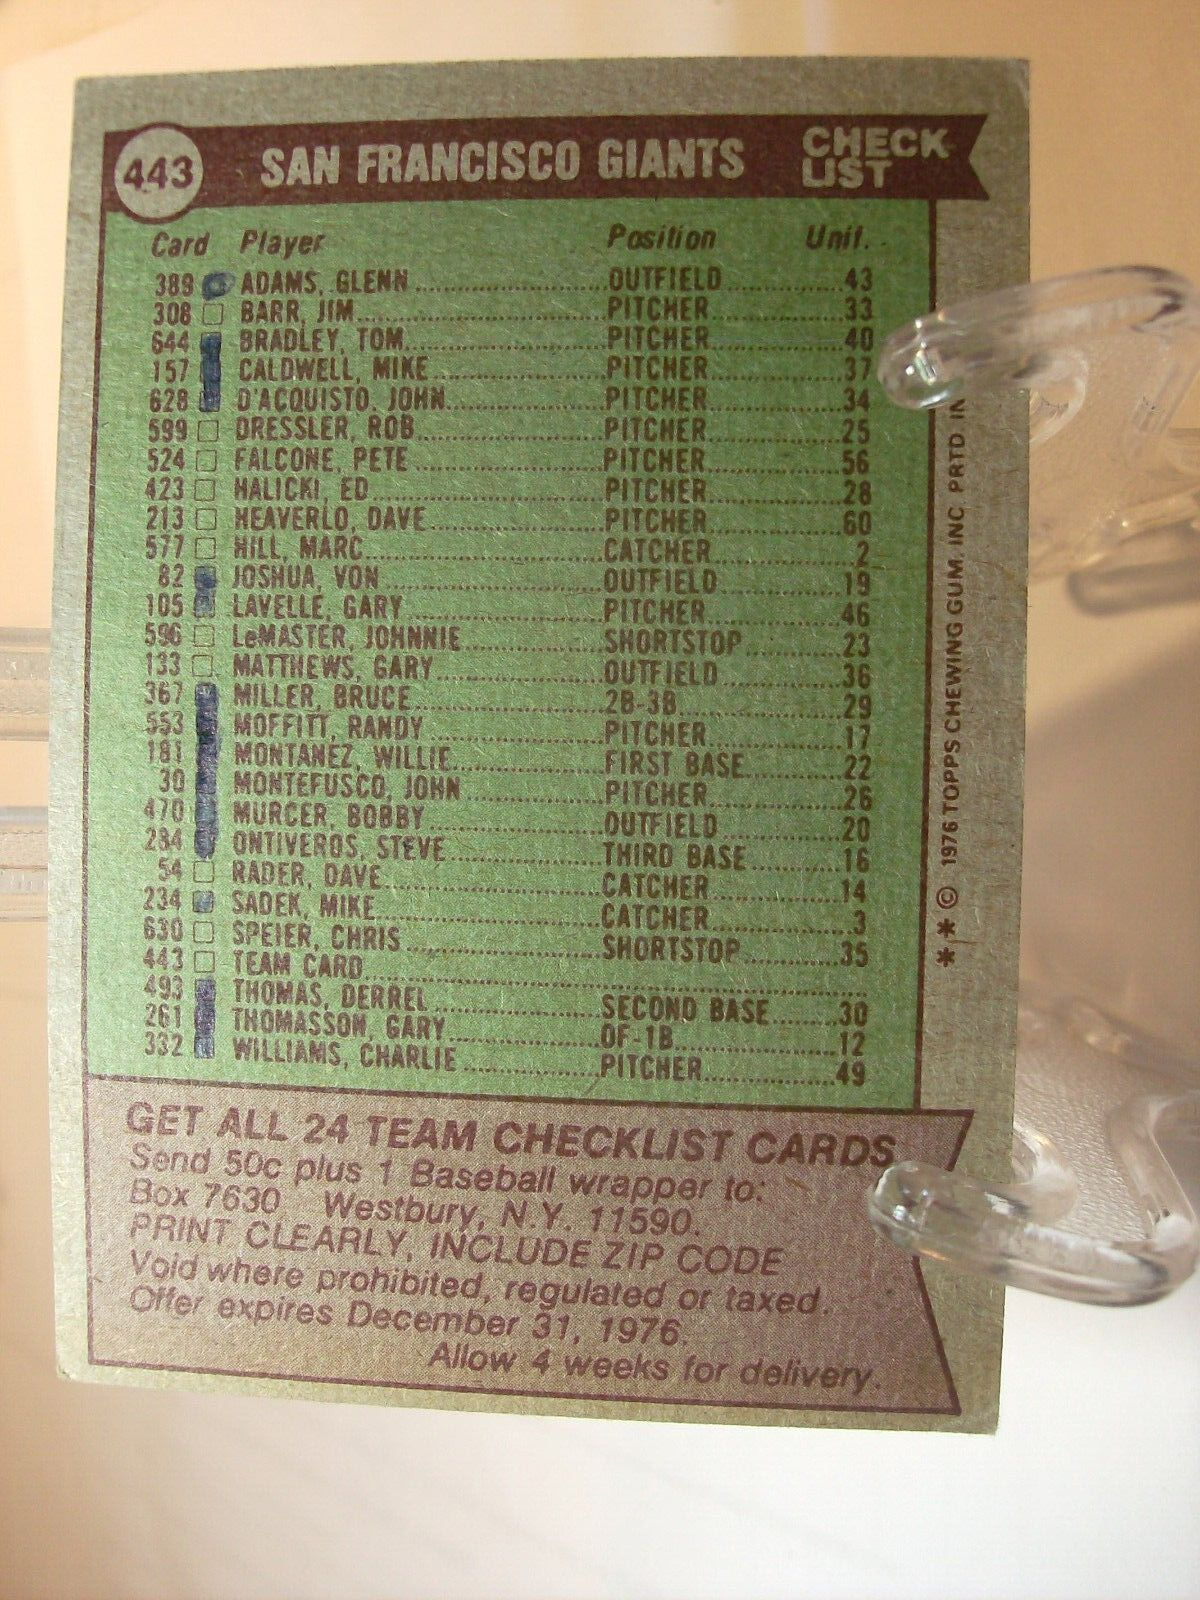 443 SAN FRANCISCO GIANTS CHECK LIST
Card Player Position Unif.
389 ADAMS, GLENN OUTFIELD 43
308 BARR, JIM PITCHER 33
644 BRADLEY, TOM PITCHER 40
157 CALDWELL, MIKE PITCHER 37
628 D'ACQUISTO, JOHN PITCHER 34
599 DRESSLER, ROB PITCHER 25
524 FALCONE, PETE PITCHER 56
423 HALICKI, ED PITCHER 28
213 HEAVERLO, DAVE PITCHER 60
577 HILL, MARC CATCHER 2
82 JOSHUA, VON OUTFIELD 19
105 LAVELLE, GARY PITCHER 46
596 LeMASTER, JOHNNIE SHORTSTOP 23
133 MATTHEWS, GARY OUTFIELD 36
367 MILLER, BRUCE 2B-3B 29
553 MOFFITT, RANDY PITCHER 17
181 MONTANEZ, WILLIE FIRST BASE 22
30 MONTEFUSCO, JOHN PITCHER 26
470 MURCER, BOBBY OUTFIELD 20
284 ONTIVEROS, STEVE THIRD BASE 16
54 RADER, DAVE CATCHER 14
234 SADEK, MIKE CATCHER 3
630 SPEIER, CHRIS SHORTSTOP 35
443 TEAM CARD
493 THOMAS, DERREL SECOND BASE 30
261 THOMASSON, GARY OF-1B 12
332 WILLIAMS, CHARLIE PITCHER 49
GET ALL 24 TEAM CHECKLIST CARDS
Send 50c plus 1 Baseball wrapper to:
Box 7630 Westbury, N.Y. 11590.
PRINT CLEARLY, INCLUDE ZIP CODE
Void where prohibited, regulated or taxed.
Offer expires December 31, 1976.
Allow 4 weeks for delivery.
** © 1976 TOPPS CHEWING GUM, INC. PRTD IN